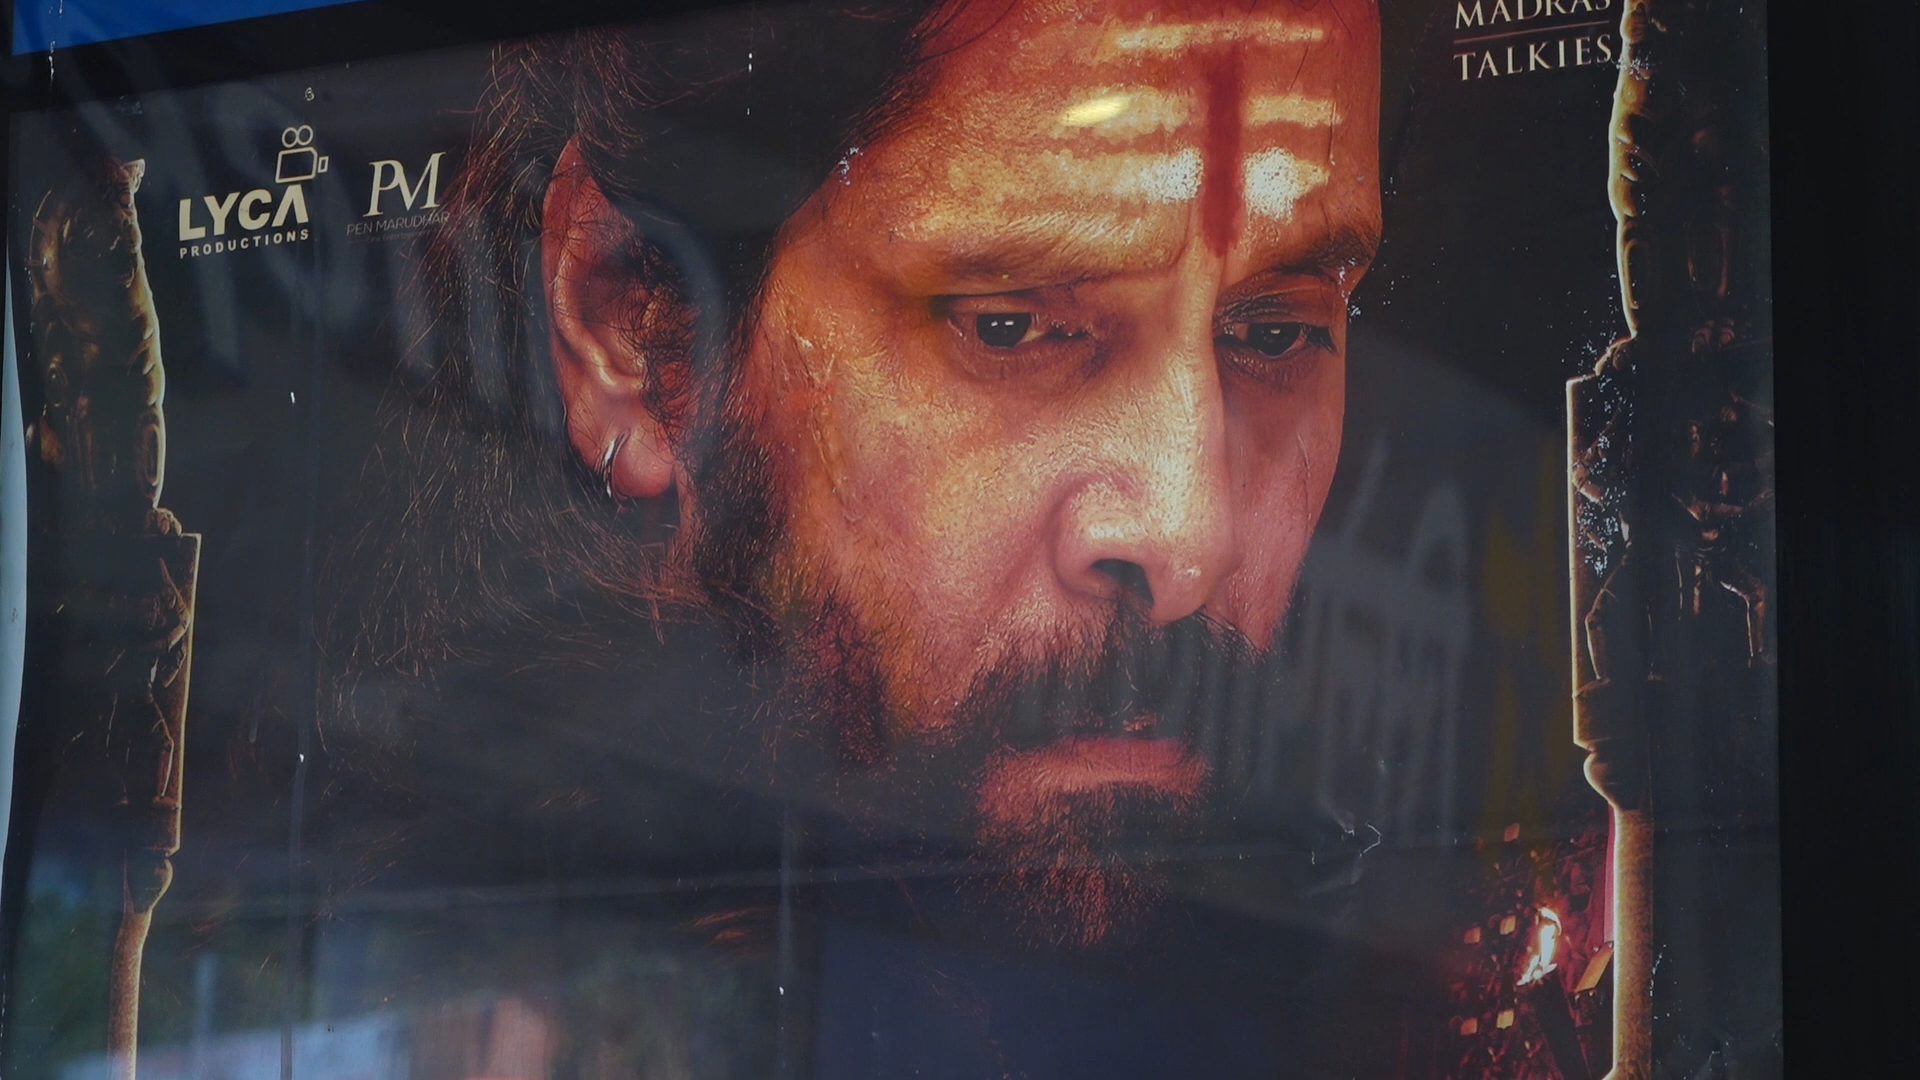 MADRAS
TALKIES
LYCA
PRODUCTIONS
PM
PEN MARUDHAR